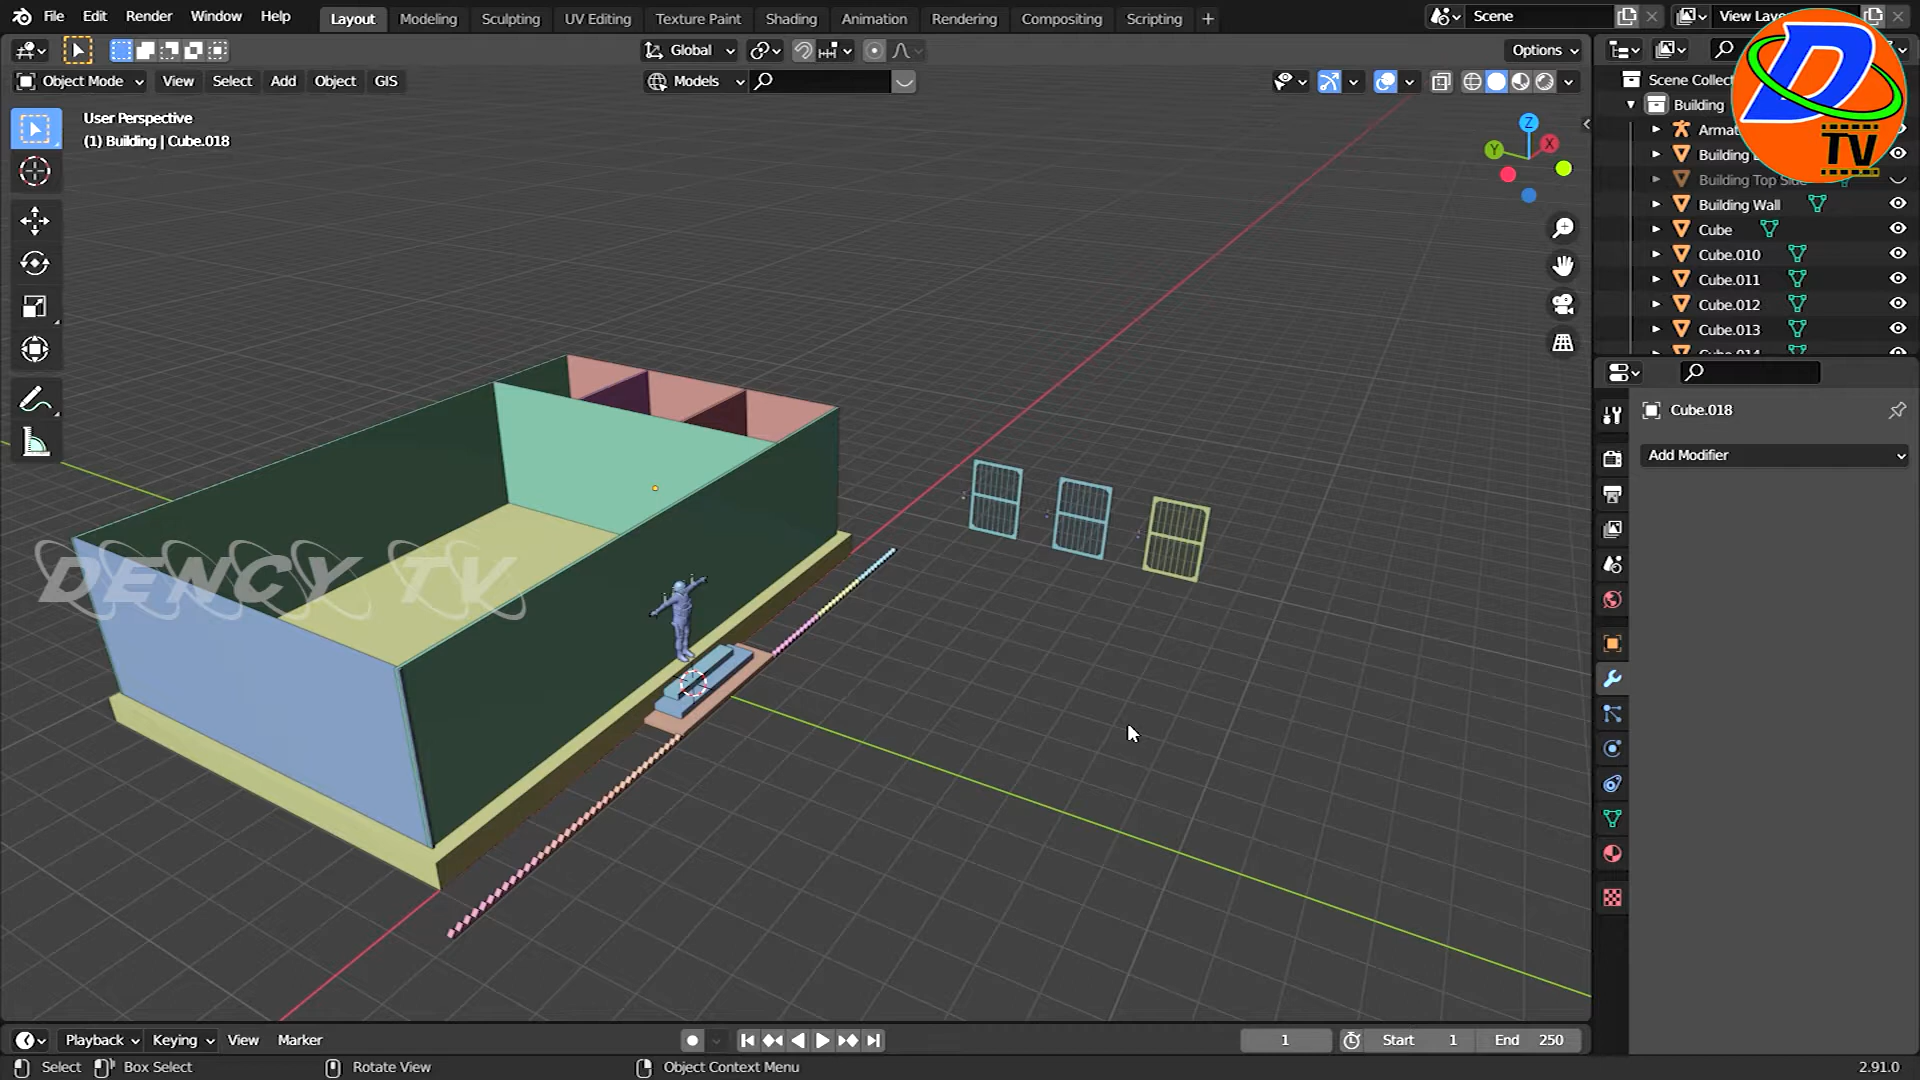 File Edit Render Window Help Layout Modeling Sculpting UV Editing Texture Paint Shading Animation Rendering Compositing Scripting + Scene
Global Options
Object Mode View Select Add Object GIS Models
User Perspective
(1) Building | Cube.018
Z
Y X
Building
Building Wall
Cube
Cube.010
Cube.011
Cube.012
Cube.013
Cube.014
Cube.018
Add Modifier
D
TV
DENCY TV
Playback Keying View Marker 1 Start 1 End 250
Select Box Select Rotate View Object Context Menu 2.91.0